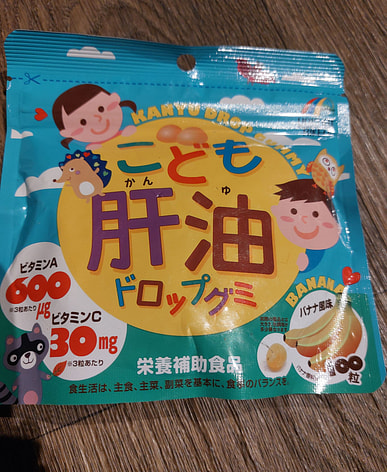 KANYU DROP GUMMY
こども
かん ゆ
肝油
ドロップグミ
ビタミンA
600μg
※3粒あたり
ビタミンC
30mg
※3粒あたり
BANANA
バナナ風味
00粒
栄養補助食品
食生活は、主食、主菜、副菜を基本に、食事のバランスを。